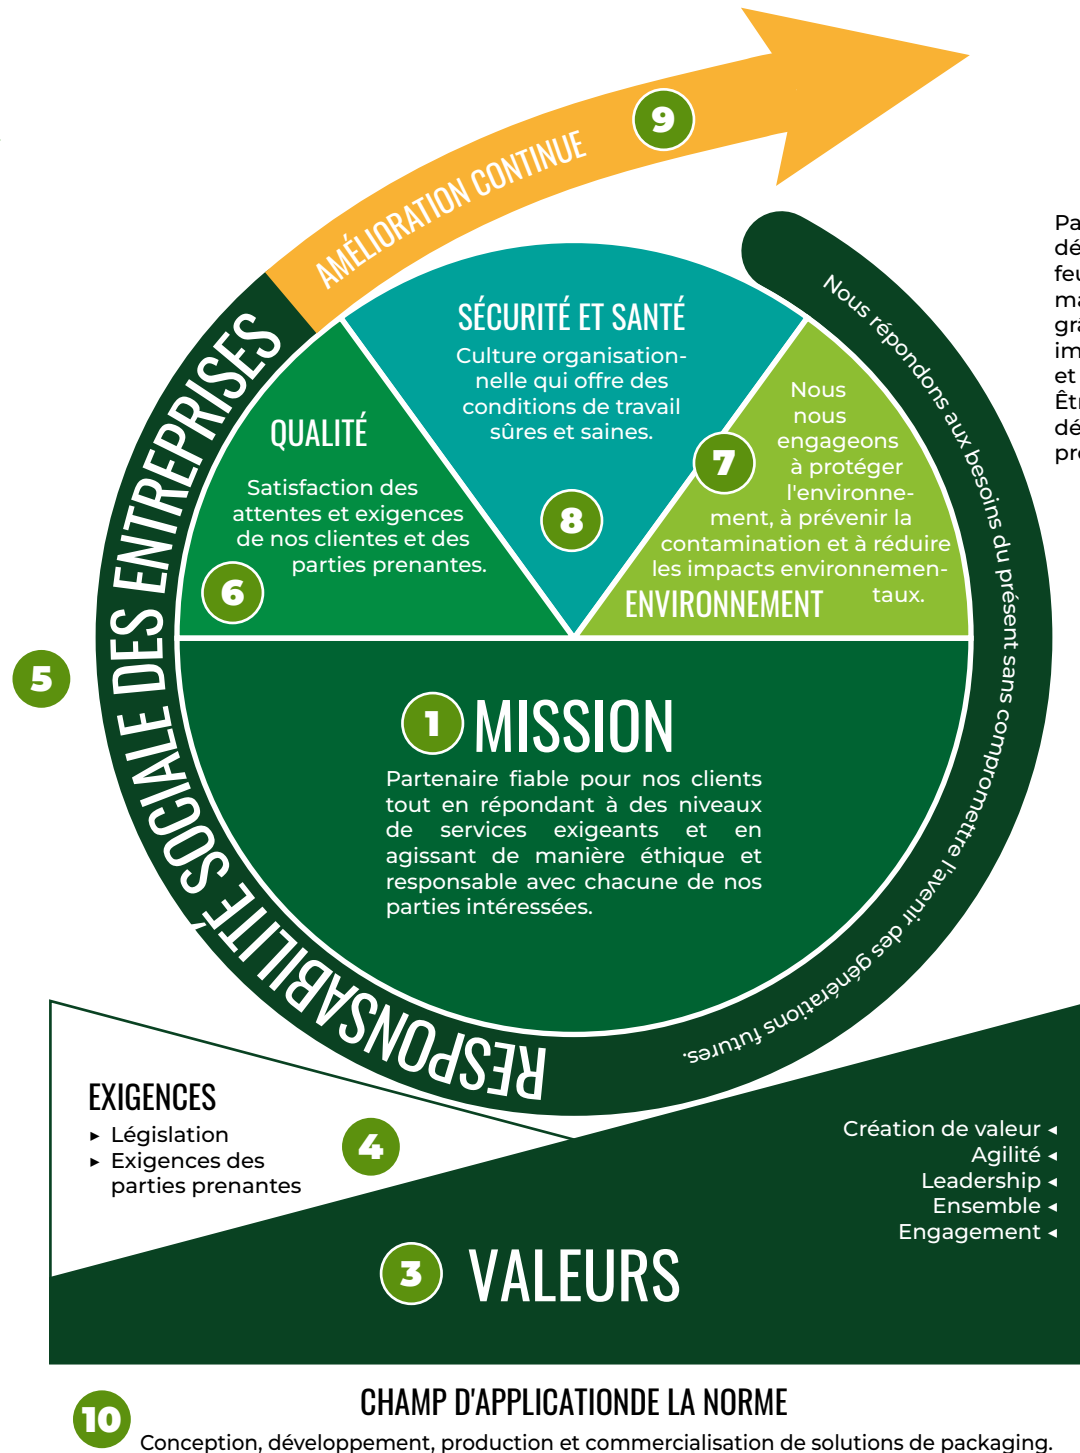 9
AMÉLIORATION CONTINUE
SÉCURITÉ ET SANTÉ
Culture organisation-
nelle qui offre des
conditions de travail
sûres et saines.
8
QUALITÉ
Satisfaction des
attentes et exigences
de nos clientes et des
parties prenantes.
6
7
Nous
nous
engageons
à protéger
l'environne-
ment, à prévenir la
contamination et à réduire
les impacts environnemen-
taux.
ENVIRONNEMENT
Nous répondons aux besoins du présent sans compromettre l'avenir des générations futures.
5
RESPONSABILITÉ SOCIALE DES ENTREPRISES
1 MISSION
Partenaire fiable pour nos clients
tout en répondant à des niveaux
de services exigeants et en
agissant de manière éthique et
responsable avec chacune de nos
parties intéressées.
EXIGENCES
▸ Législation
▸ Exigences des
parties prenantes
4
Création de valeur ◂
Agilité ◂
Leadership ◂
Ensemble ◂
Engagement ◂
3 VALEURS
10
CHAMP D'APPLICATIONDE LA NORME
Conception, développement, production et commercialisation de solutions de packaging.